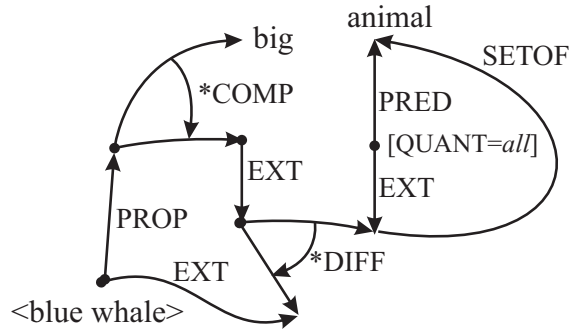 animal
big
SETOF
*COMP
PRED
[QUANT=all]
EXT
EXT
PROP
EXT
*DIFF
<blue whale>